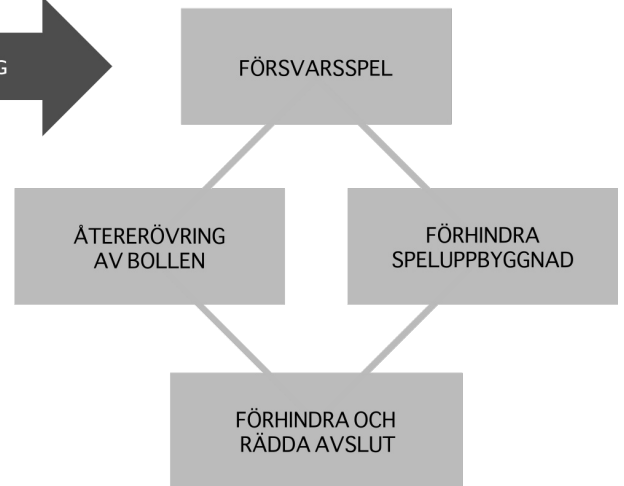 FÖRSVARSSPEL
ÅTERERÖVRING
AV BOLLEN
FÖRHINDRA
SPELUPPBYGGNAD
FÖRHINDRA OCH
RÄDDA AVSLUT